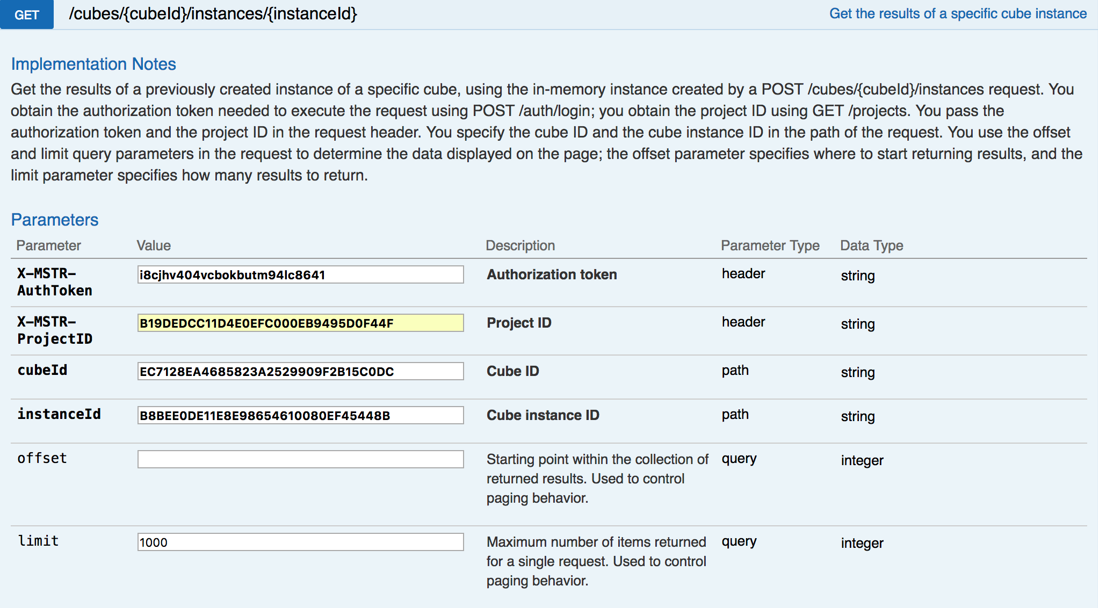 GET /cubes/{cubeId}/instances/{instanceId} Get the results of a specific cube instance
Implementation Notes
Get the results of a previously created instance of a specific cube, using the in-memory instance created by a POST /cubes/{cubeId}/instances request. You
obtain the authorization token needed to execute the request using POST /auth/login; you obtain the project ID using GET /projects. You pass the
authorization token and the project ID in the request header. You specify the cube ID and the cube instance ID in the path of the request. You use the offset
and limit query parameters in the request to determine the data displayed on the page; the offset parameter specifies where to start returning results, and the
limit parameter specifies how many results to return.
Parameters
Parameter Value Description Parameter Type Data Type
X-MSTR- i8cjhv404vcbokbutm94lc8641 Authorization token header string
AuthToken
X-MSTR- B19DEDCC11D4E0EFC000EB9495D0F44F Project ID header string
ProjectID
cubeId EC7128EA4685823A2529909F2B15C0DC Cube ID path string
instanceId B8BEE0DE11E8E98654610080EF45448B Cube instance ID path string
offset Starting point within the collection of query integer
returned results. Used to control
paging behavior.
limit 1000 Maximum number of items returned query integer
for a single request. Used to control
paging behavior.